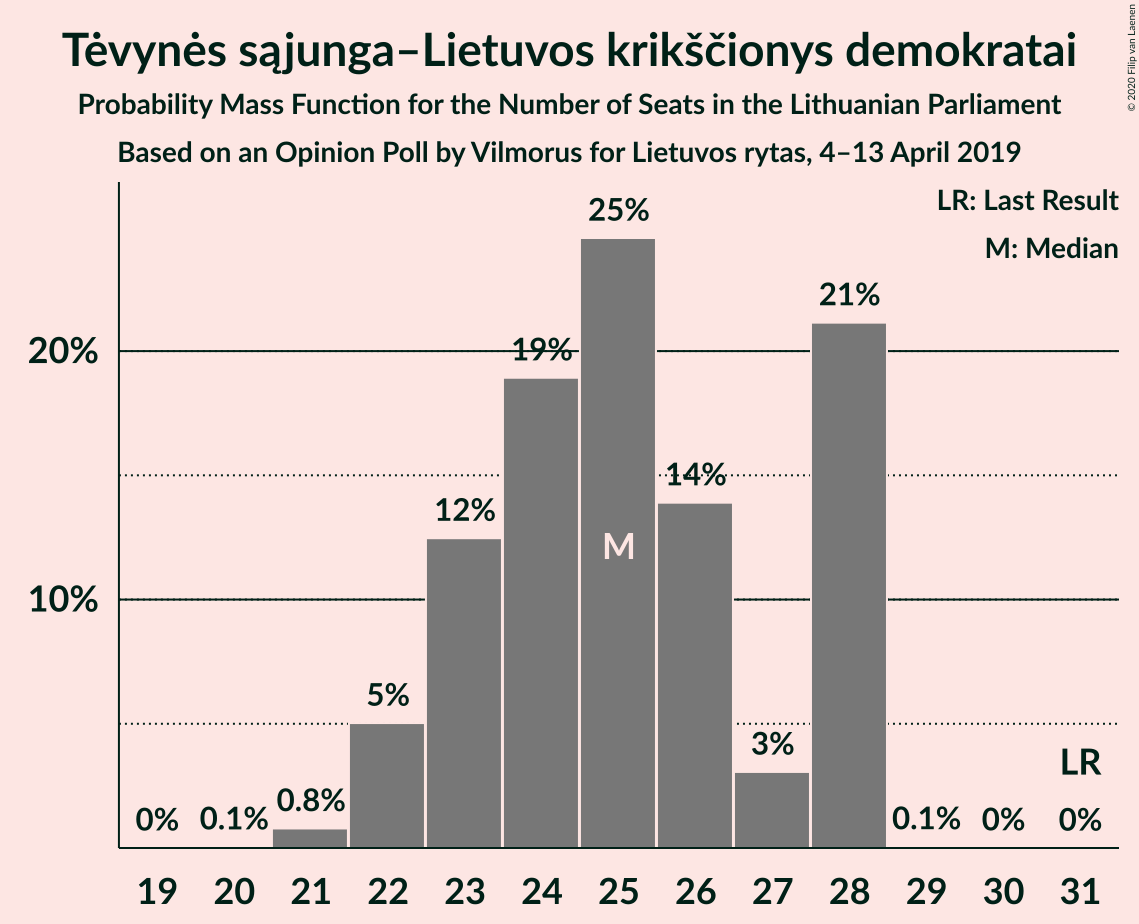 Tėvynės sąjunga–Lietuvos krikščionys demokratai
Probability Mass Function for the Number of Seats in the Lithuanian Parliament
Based on an Opinion Poll by Vilmorus for Lietuvos rytas, 4–13 April 2019
© 2020 Filip van Laenen
LR: Last Result
M: Median
20%
10%
0% 0.1% 0.8% 5% 12% 19% 25% 14% 3% 21% 0.1% 0% 0%
M
LR
19 20 21 22 23 24 25 26 27 28 29 30 31